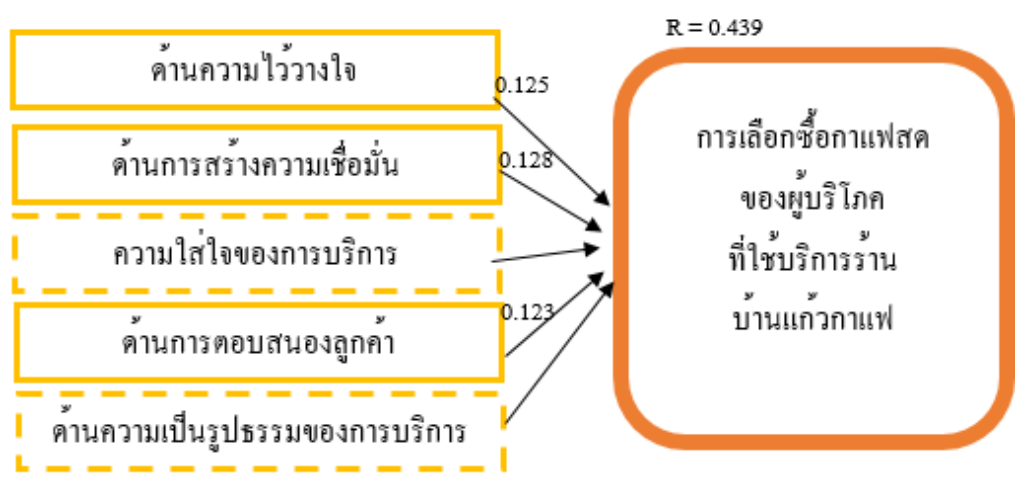 R = 0.439
ด้านความไว้วางใจ
0.125
ด้านการสร้างความเชื่อมั่น
0.128
ความใส่ใจของการบริการ
0.123
ด้านการตอบสนองลูกค้า
ด้านความเป็นรูปธรรมของการบริการ
การเลือกซื้อกาแฟสด
ของผู้บริโภค
ที่ใช้บริการร้าน
บ้านแก้วกาแฟ